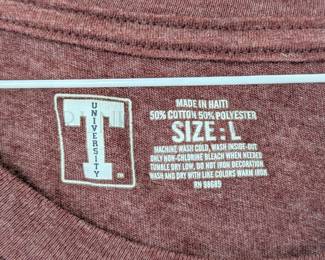 T
UNIVERSITY
MADE IN HAITI
50% COTTON 50% POLYESTER
SIZE: L
MACHINE WASH COLD, WASH INSIDE-OUT
ONLY NON-CHLORINE BLEACH WHEN NEEDED
TUMBLE DRY LOW, DO NOT IRON DECORATION
WASH AND DRY WITH LIKE COLORS WARM IRON
RN 98689